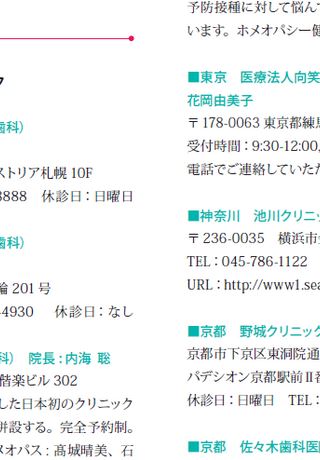 ク
歯科）
ストリア札幌 10F
3888　休診日：日曜日
歯科）
輪 201 号
-4930　休診日：なし
科）　院長：内海　聡
偕楽ビル 302
した日本初のクリニック
併設する。完全予約制。
メオパス：髙城晴美、石
予防接種に対して悩んで
います。ホメオパシー健
■東京　医療法人向笑
花岡由美子
〒178-0063 東京都練馬
受付時間：9:30-12:00,
電話でご連絡していただ
■神奈川　池川クリニッ
〒236-0035　横浜市金
TEL：045-786-1122
URL：http://www1.sea
■京都　野城クリニック
京都市下京区東洞院通
パデシオン京都駅前Ⅱ番
休診日：日曜日　TEL：
■京都　佐々木歯科医院